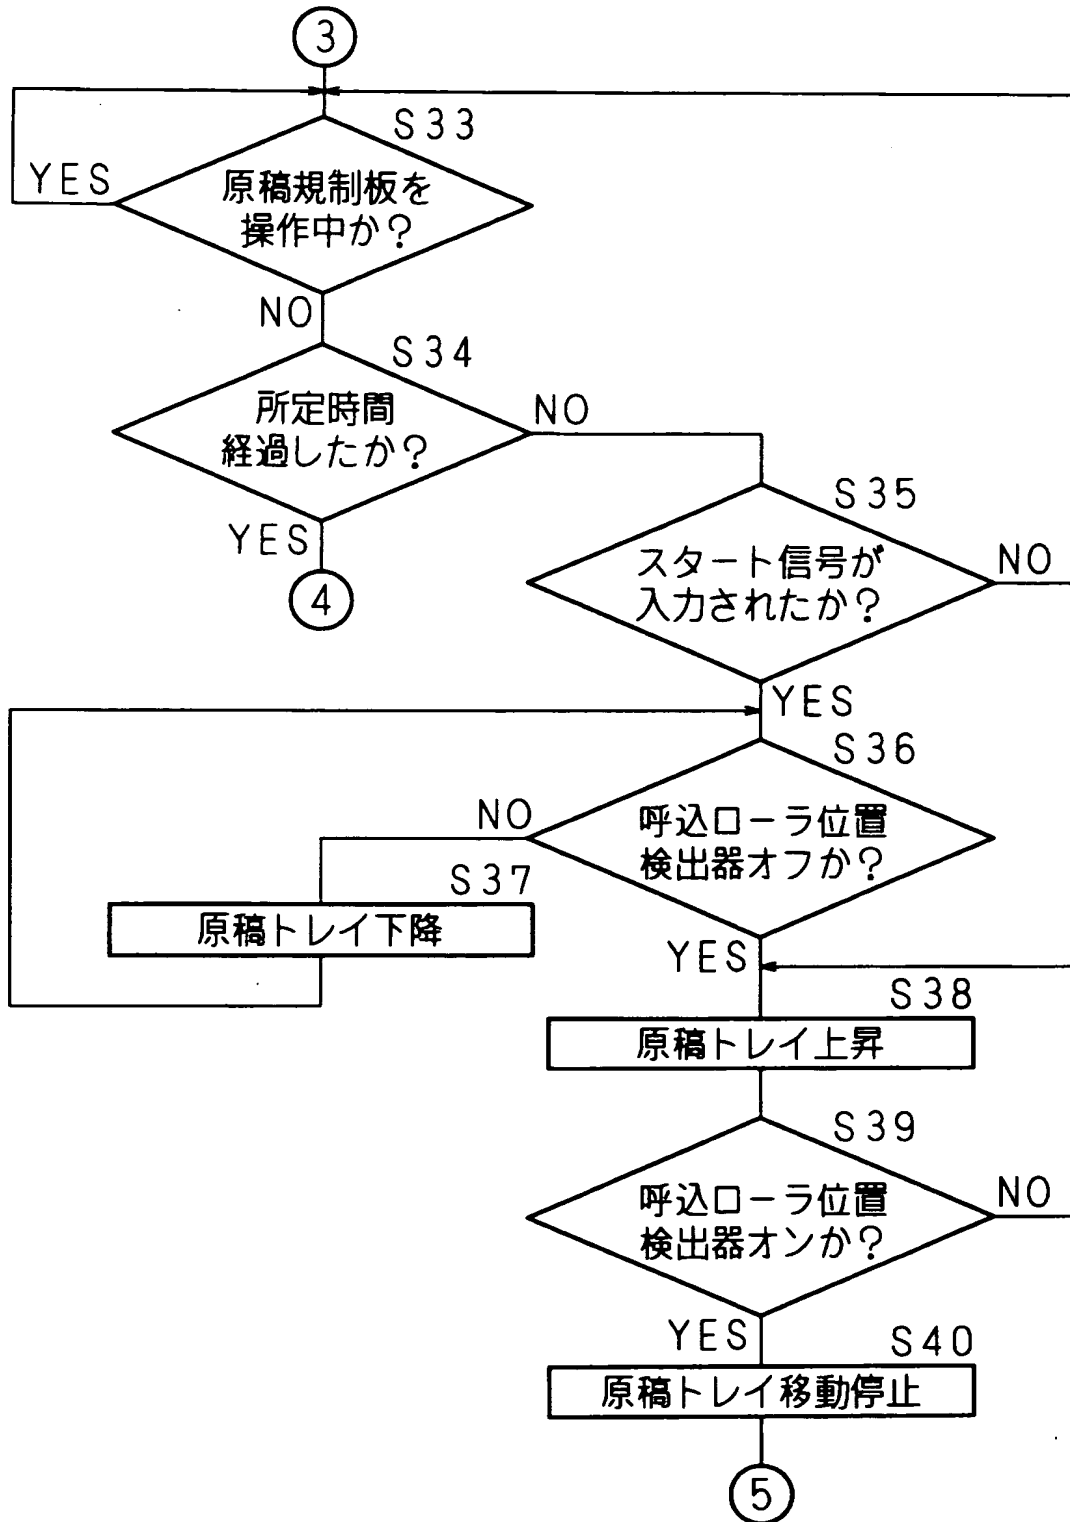 3
S33
YES
原稿規制板を
操作中か？
NO
S34
所定時間
経過したか？
NO
YES
4
S35
スタート信号が
入力されたか？
NO
YES
S36
呼込ローラ位置
検出器オフか？
NO
S37
原稿トレイ下降
YES
S38
原稿トレイ上昇
S39
呼込ローラ位置
検出器オンか？
NO
YES
S40
原稿トレイ移動停止
5